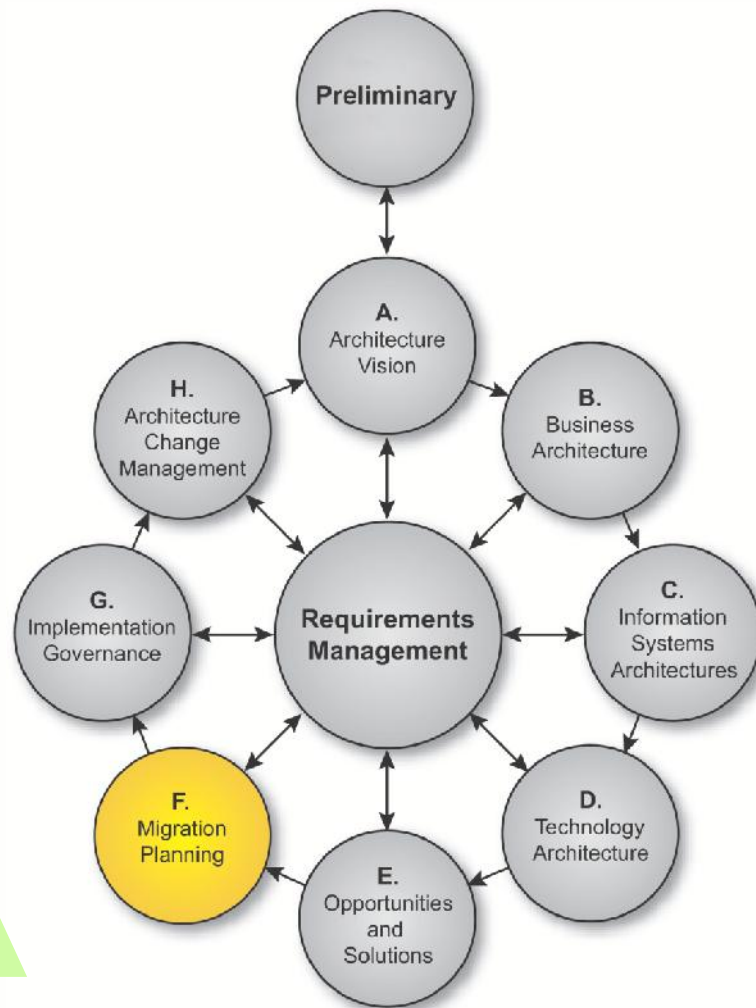 Preliminary
A.
Architecture
Vision
B.
Business
Architecture
C.
Information
Systems
Architectures
D.
Technology
Architecture
E.
Opportunities
and
Solutions
F.
Migration
Planning
G.
Implementation
Governance
H.
Architecture
Change
Management
Requirements
Management